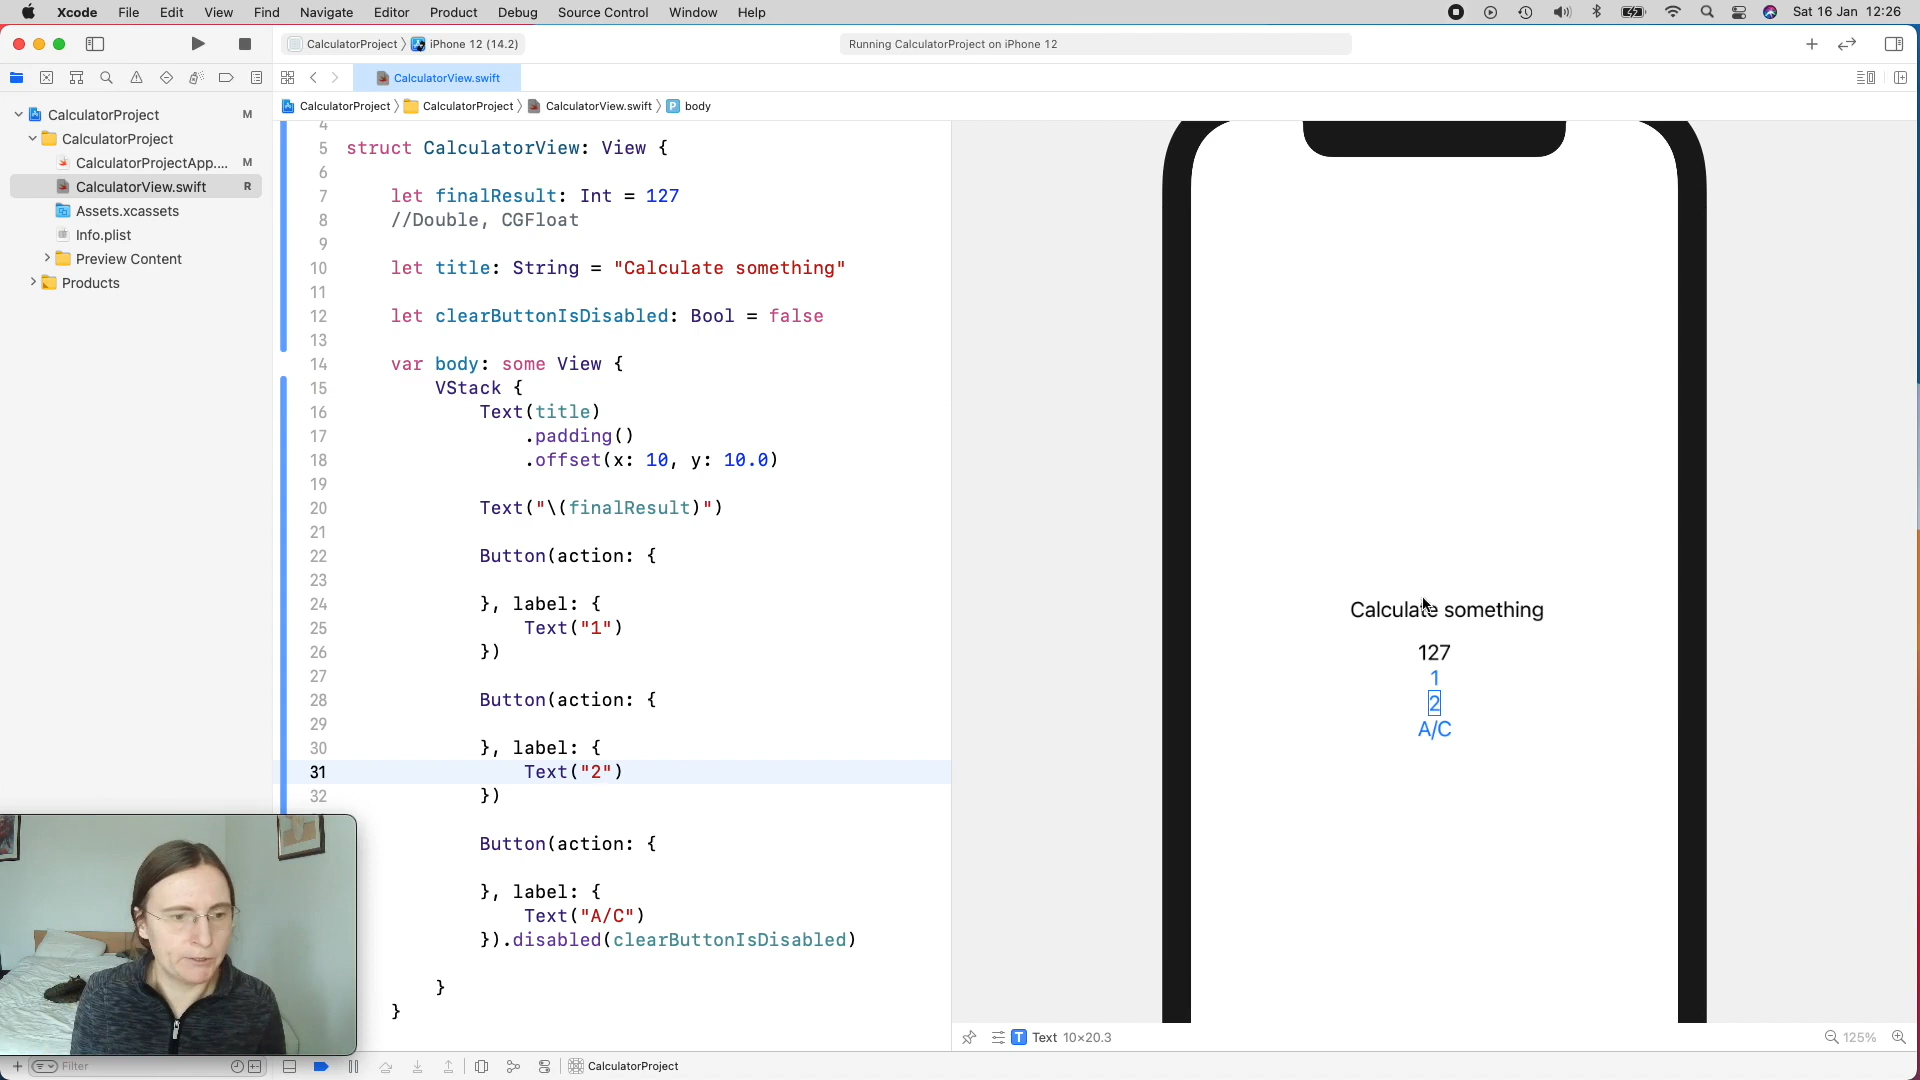 Xcode File Edit View Find Navigate Editor Product Debug Source Control Window Help Sat 16 Jan 12:26
CalculatorProject iPhone 12 (14.2) Running CalculatorProject on iPhone 12
CalculatorView.swift
CalculatorProject CalculatorProject CalculatorView.swift P body
CalculatorProject M
CalculatorProject
CalculatorProjectApp.... M
CalculatorView.swift R
Assets.xcassets
Info.plist
Preview Content
Products
4
5 struct CalculatorView: View {
6
7 let finalResult: Int = 127
8 //Double, CGFloat
9
10 let title: String = "Calculate something"
11
12 let clearButtonIsDisabled: Bool = false
13
14 var body: some View {
15 VStack {
16 Text(title)
17 .padding()
18 .offset(x: 10, y: 10.0)
19
20 Text("\(finalResult)")
21
22 Button(action: {
23
24 }, label: {
25 Text("1")
26 })
27
28 Button(action: {
29
30 }, label: {
31 Text("2")
32 })
Button(action: {
}, label: {
Text("A/C")
}).disabled(clearButtonIsDisabled)
}
}
Calculate something
127
1
2
A/C
T Text 10×20.3 125%
Filter CalculatorProject